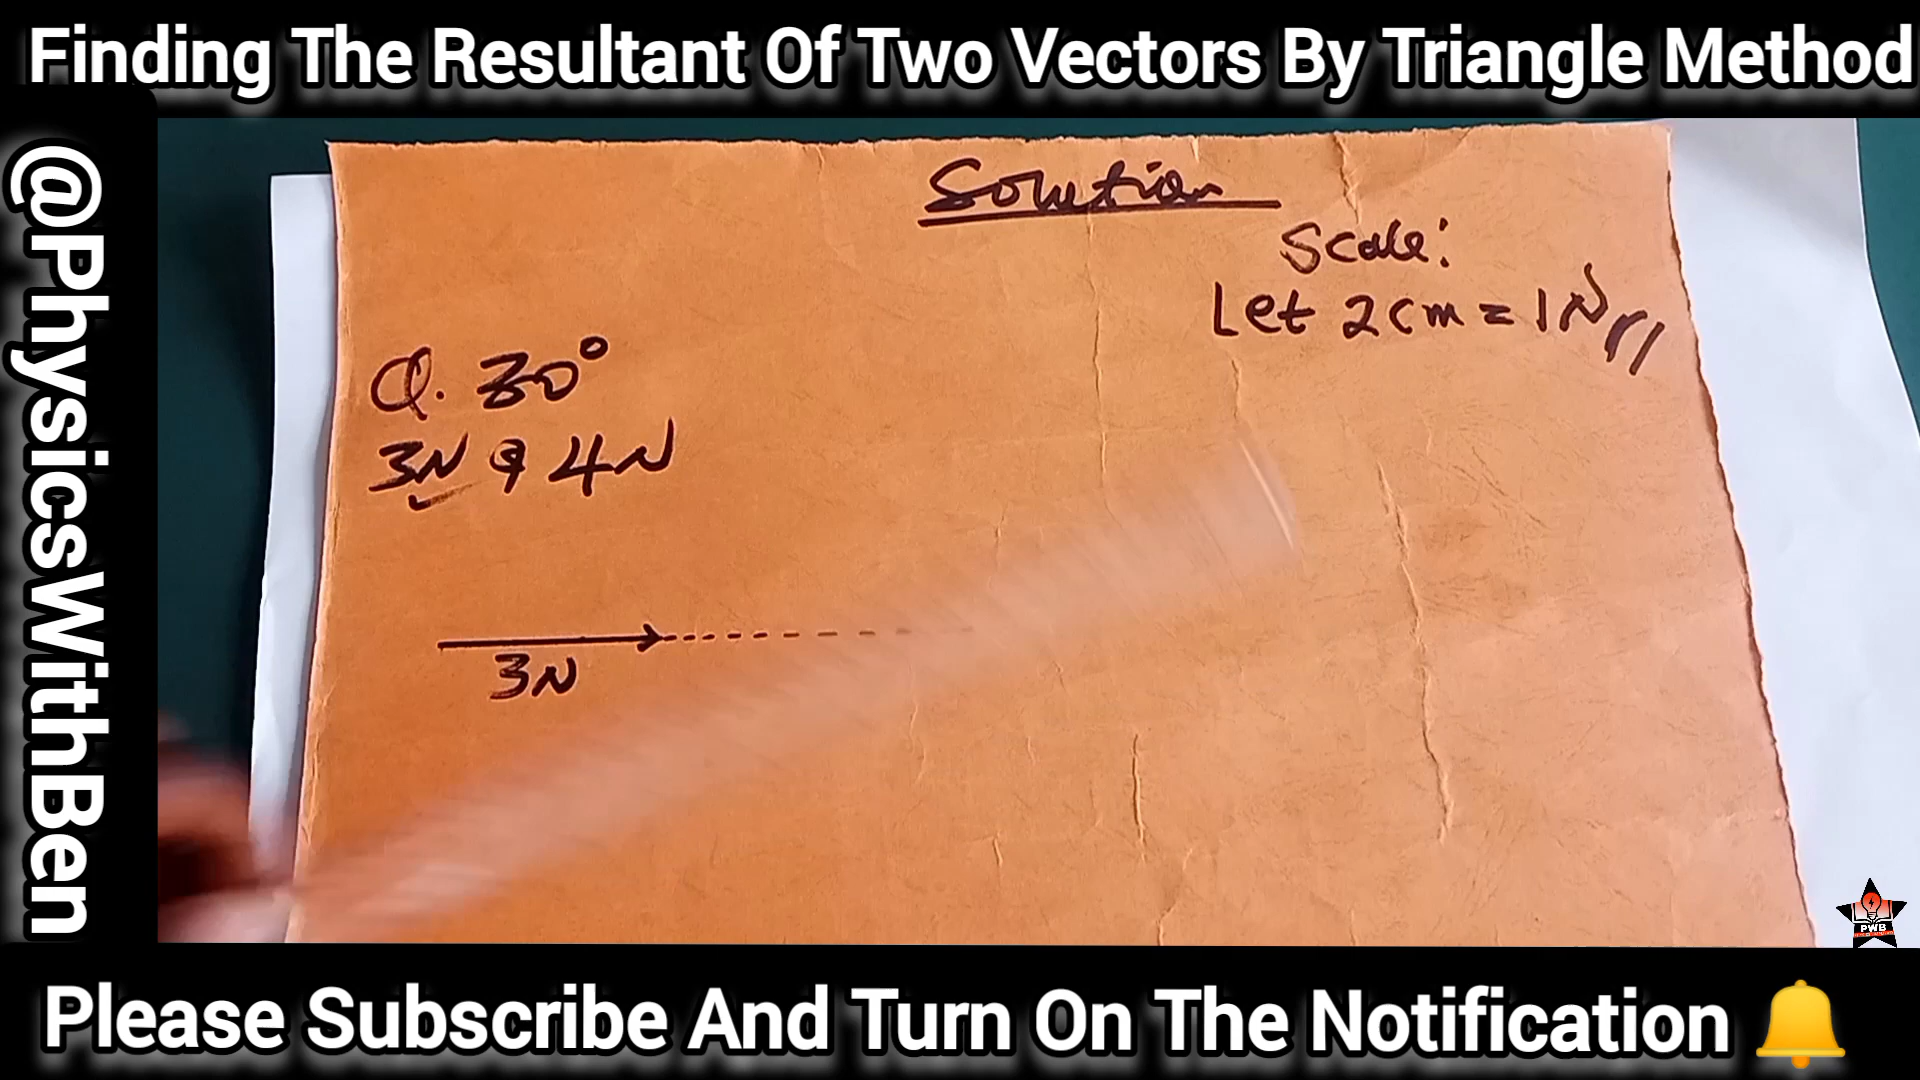 Finding The Resultant Of Two Vectors By Triangle Method
@PhysicsWithBen
Solution
Scale:
Let 2cm = 1N
Q. 30°
3N & 4N
3N
PWB
Please Subscribe And Turn On The Notification